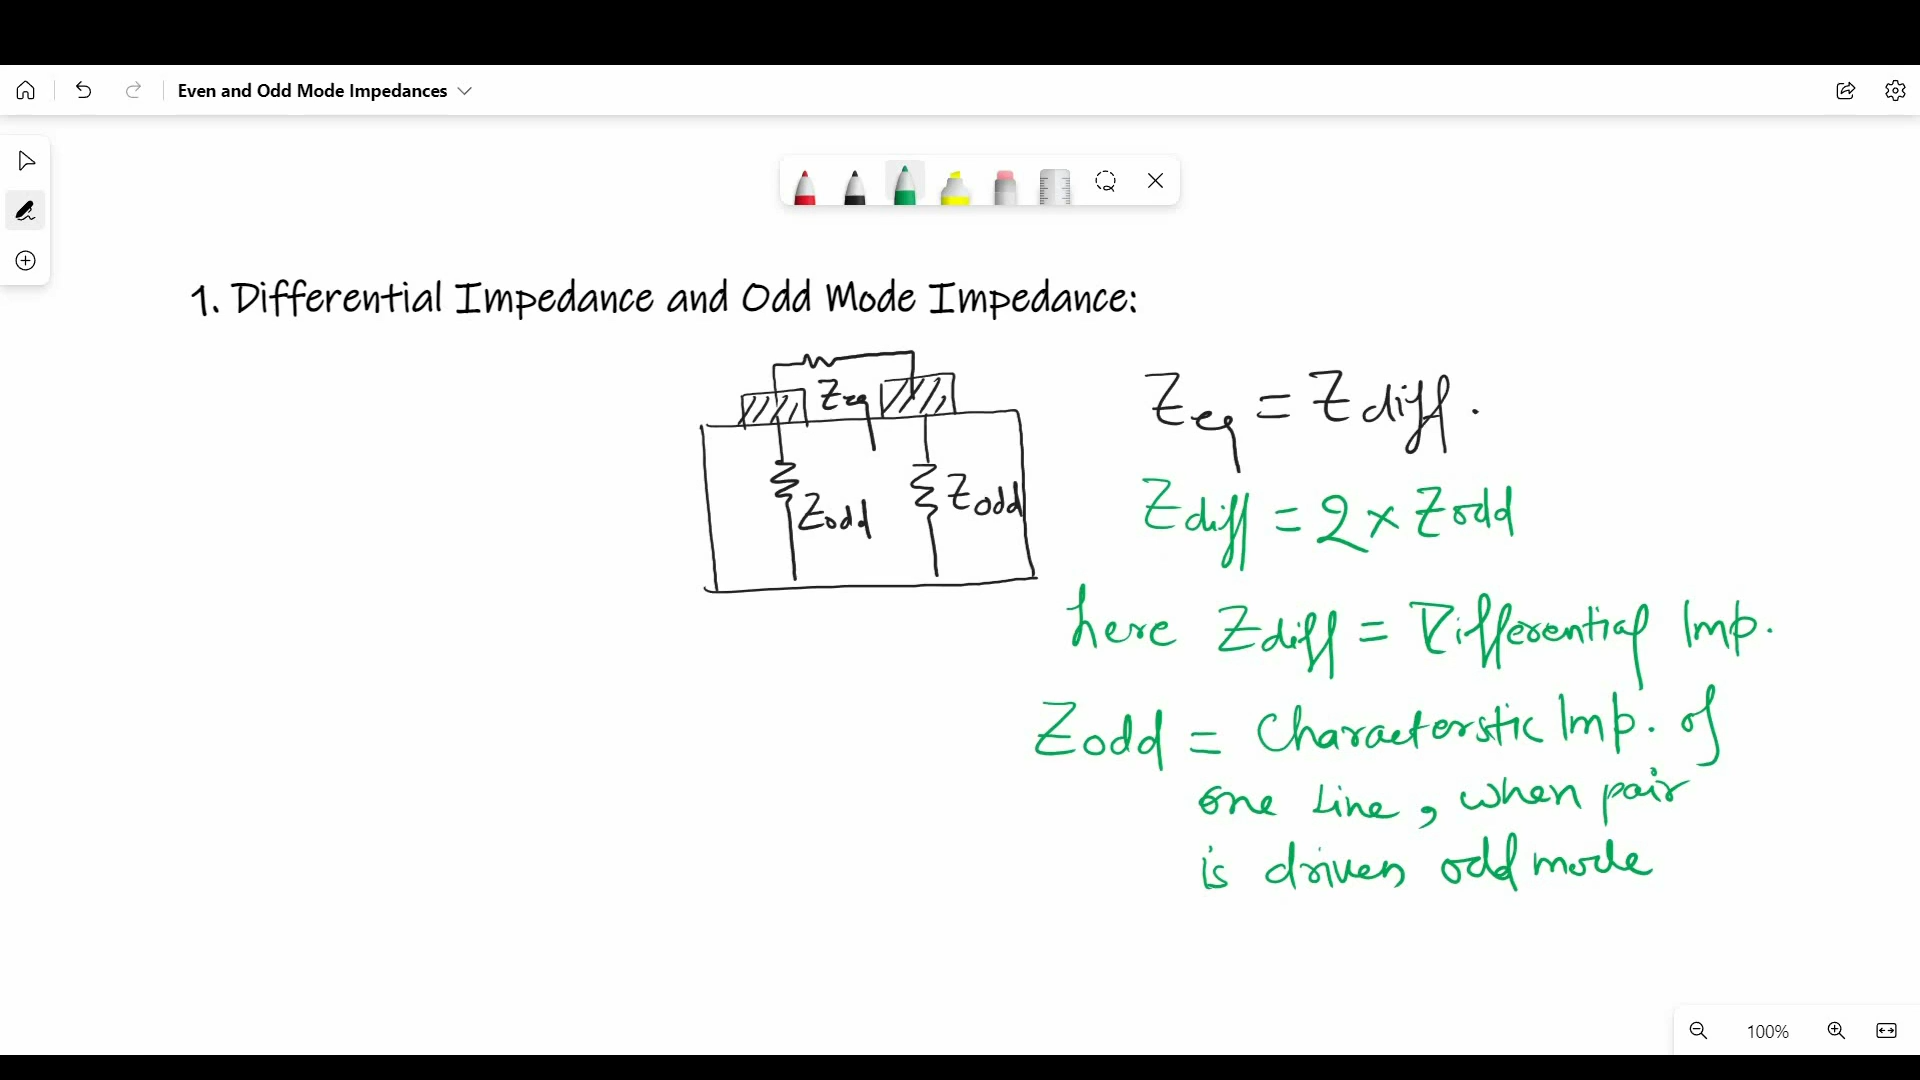 Even and Odd Mode Impedances
1. Differential Impedance and Odd Mode Impedance:
Zeq
Zodd
Zodd
Zeq = Zdiff.
Zdiff = 2 × Zodd
here Zdiff = Differential Imp.
Zodd = Characterstic Imp. of
one line, when pair
is driven odd mode
100%